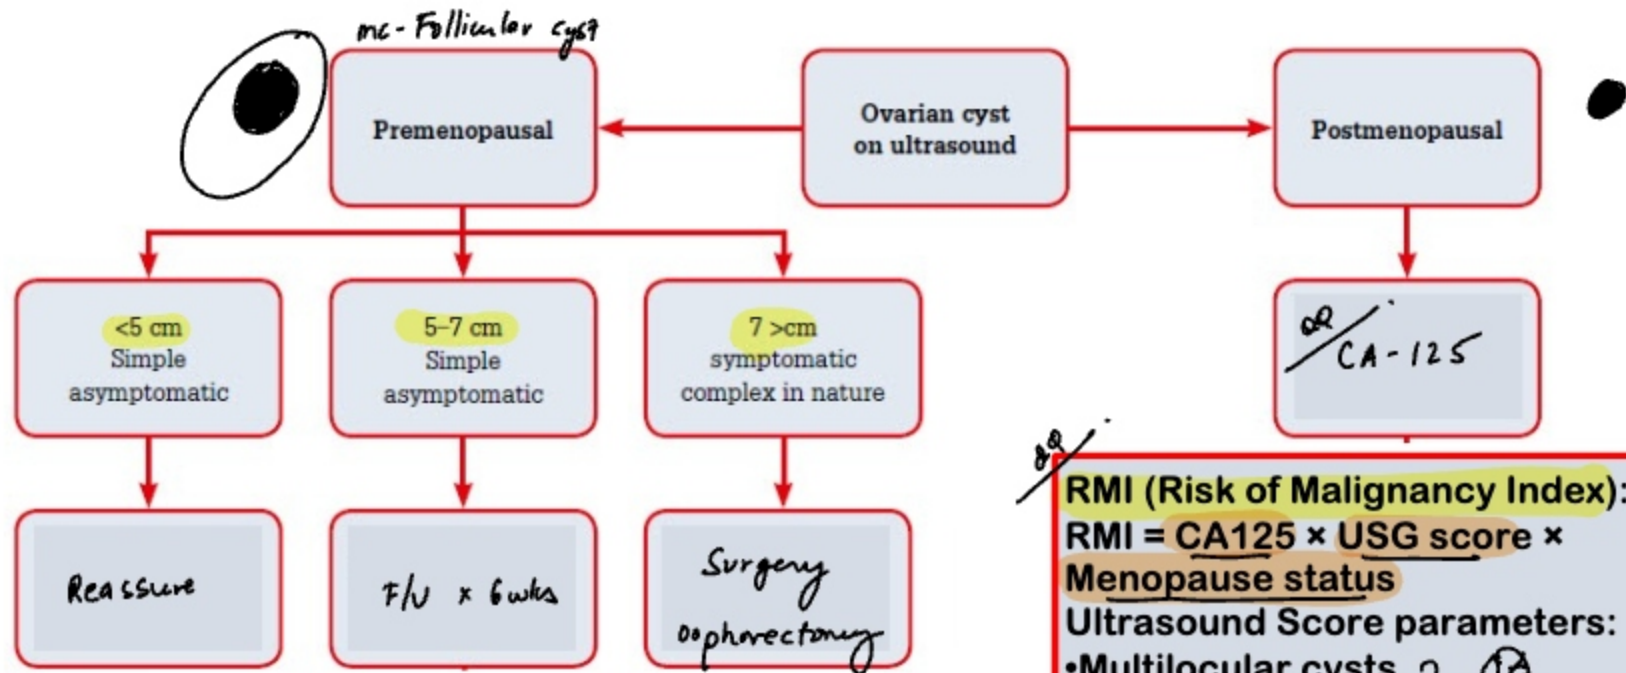 mc-Follicular cyst
Premenopausal
Ovarian cyst
on ultrasound
Postmenopausal
<5 cm
Simple
asymptomatic
5–7 cm
Simple
asymptomatic
7 >cm
symptomatic
complex in nature
CA-125
Reassure
F/U × 6wks
Surgery
oophorectomy
RMI (Risk of Malignancy Index):
RMI = CA125 × USG score ×
Menopause status
Ultrasound Score parameters:
•Multilocular cysts